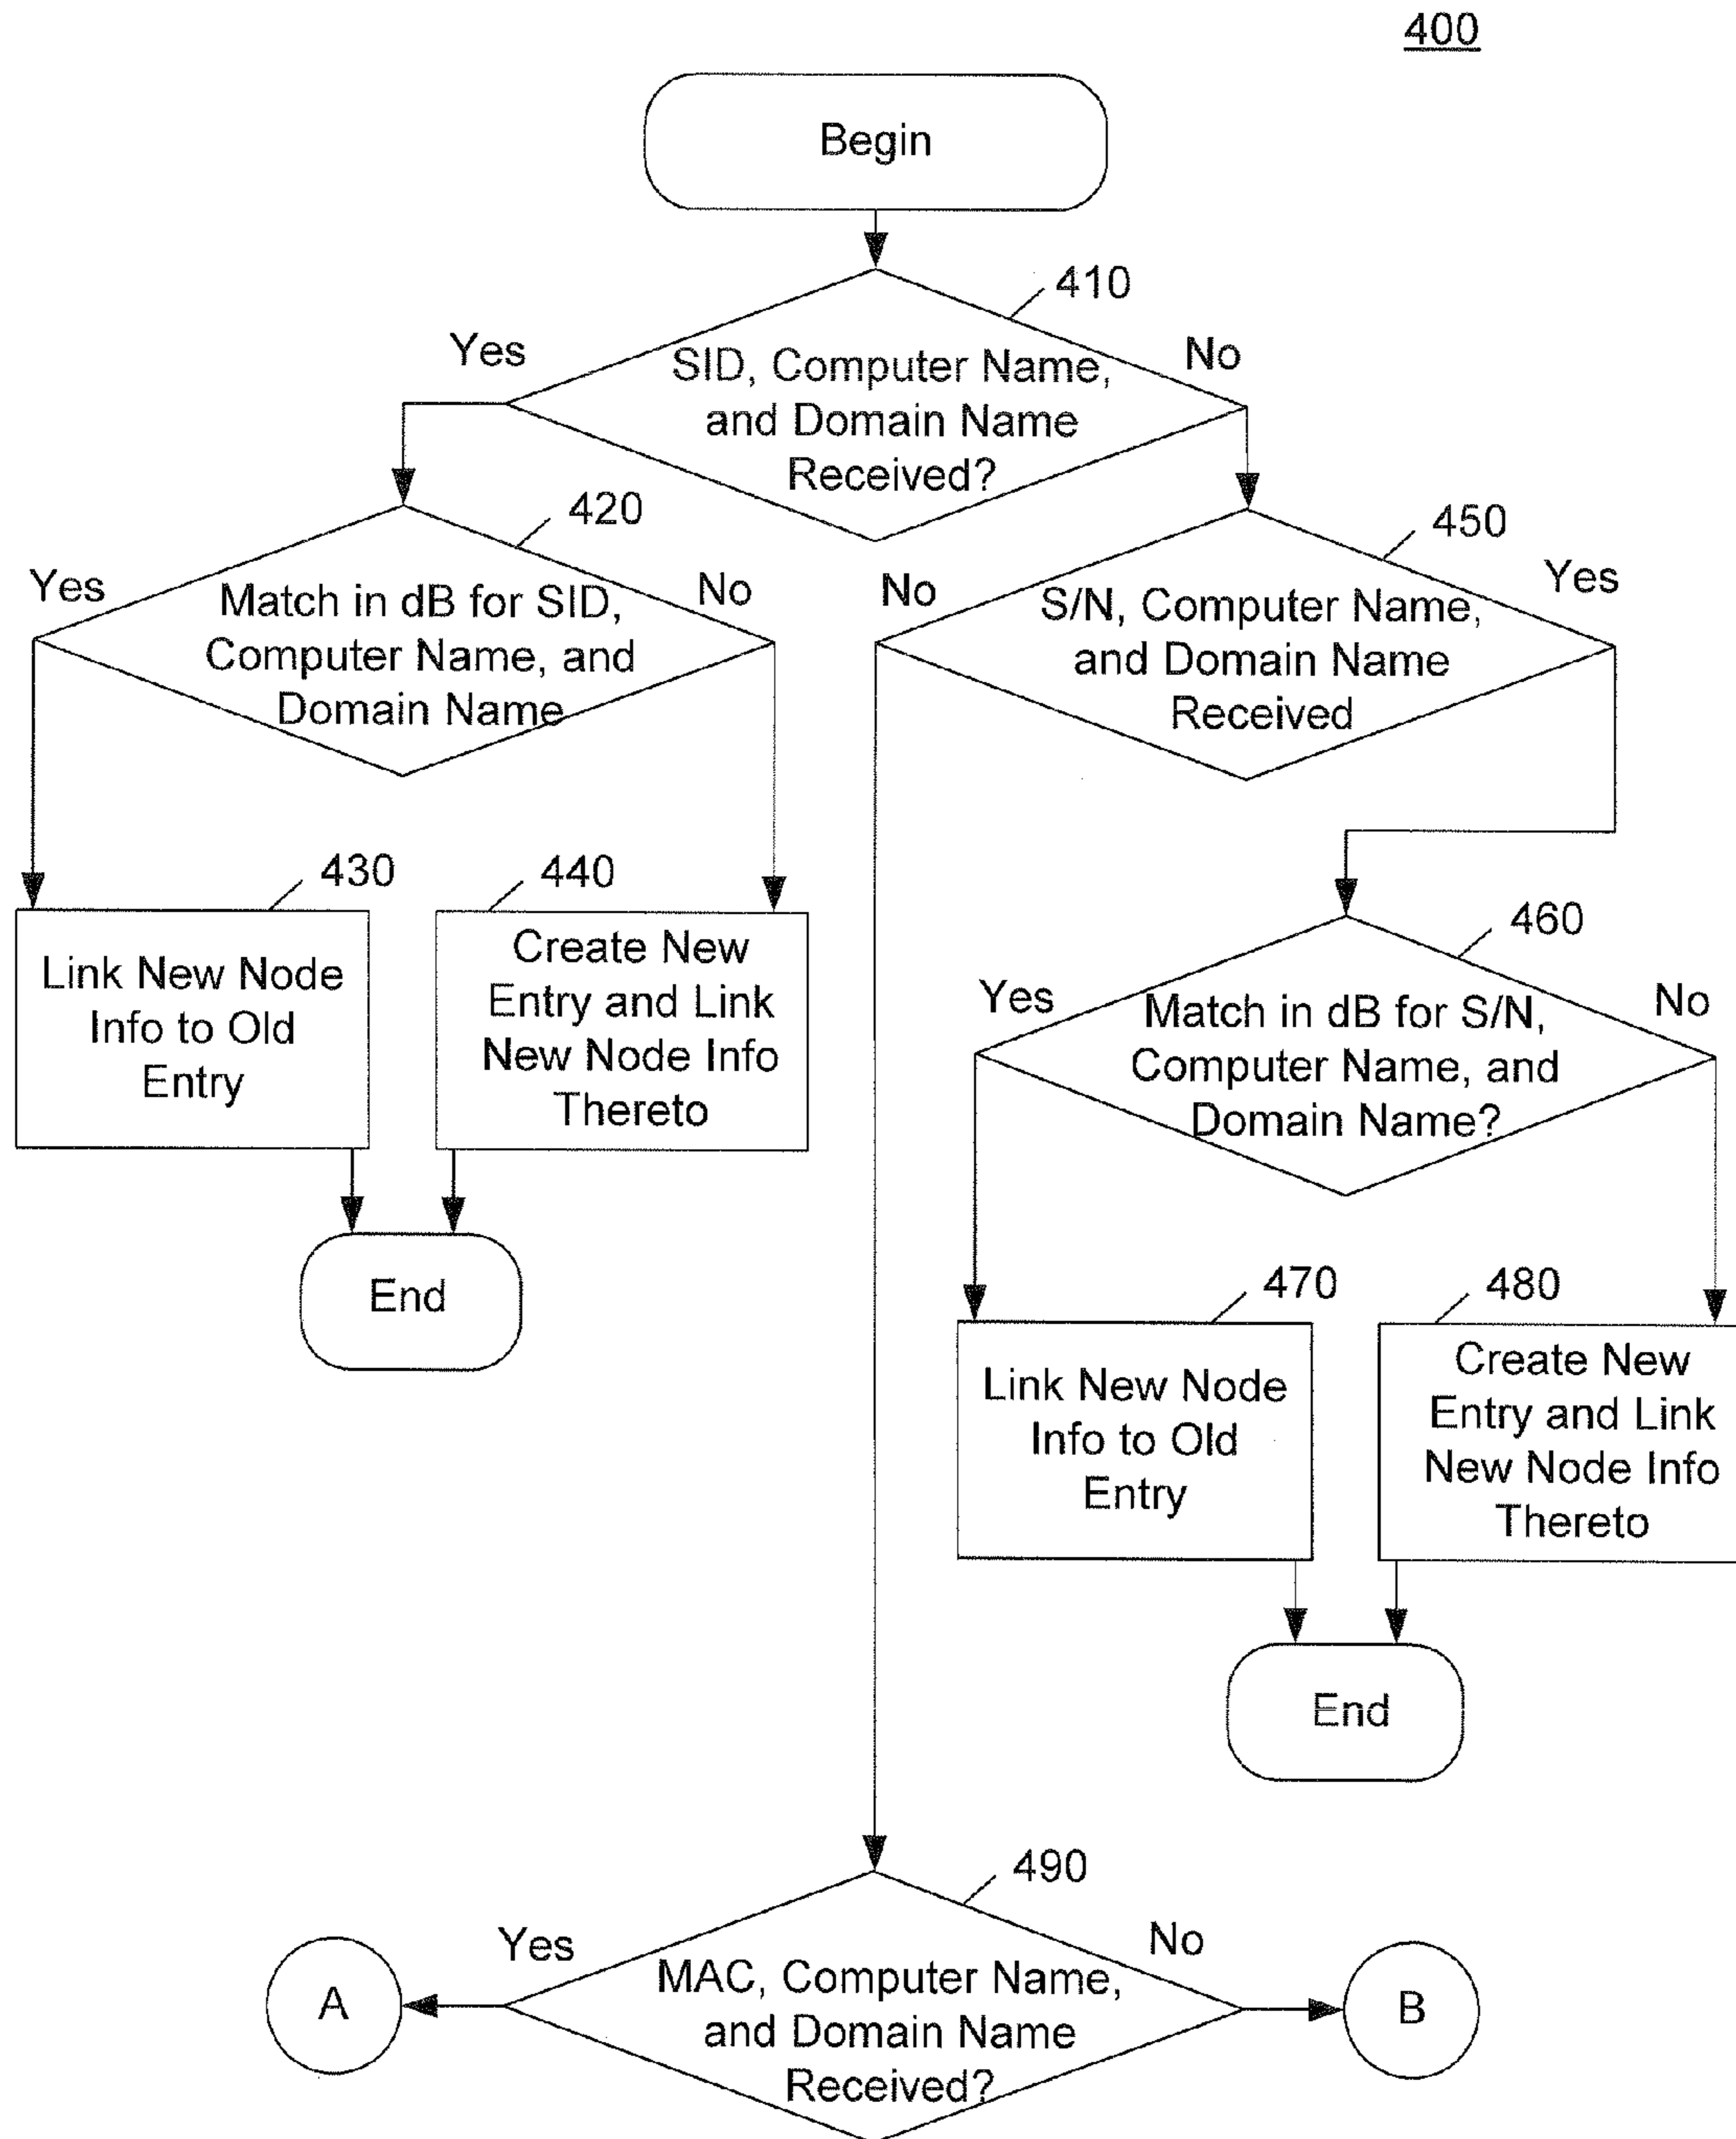 400
Begin
410
Yes
No
SID, Computer Name,
and Domain Name
Received?
420
450
Yes
No
Match in dB for SID,
Computer Name, and
Domain Name
No
Yes
S/N, Computer Name,
and Domain Name
Received
430
440
Link New Node
Info to Old
Entry
Create New
Entry and Link
New Node Info
Thereto
End
460
Yes
No
Match in dB for S/N,
Computer Name, and
Domain Name?
470
480
Link New Node
Info to Old
Entry
Create New
Entry and Link
New Node Info
Thereto
End
490
Yes
No
MAC, Computer Name,
and Domain Name
Received?
A
B